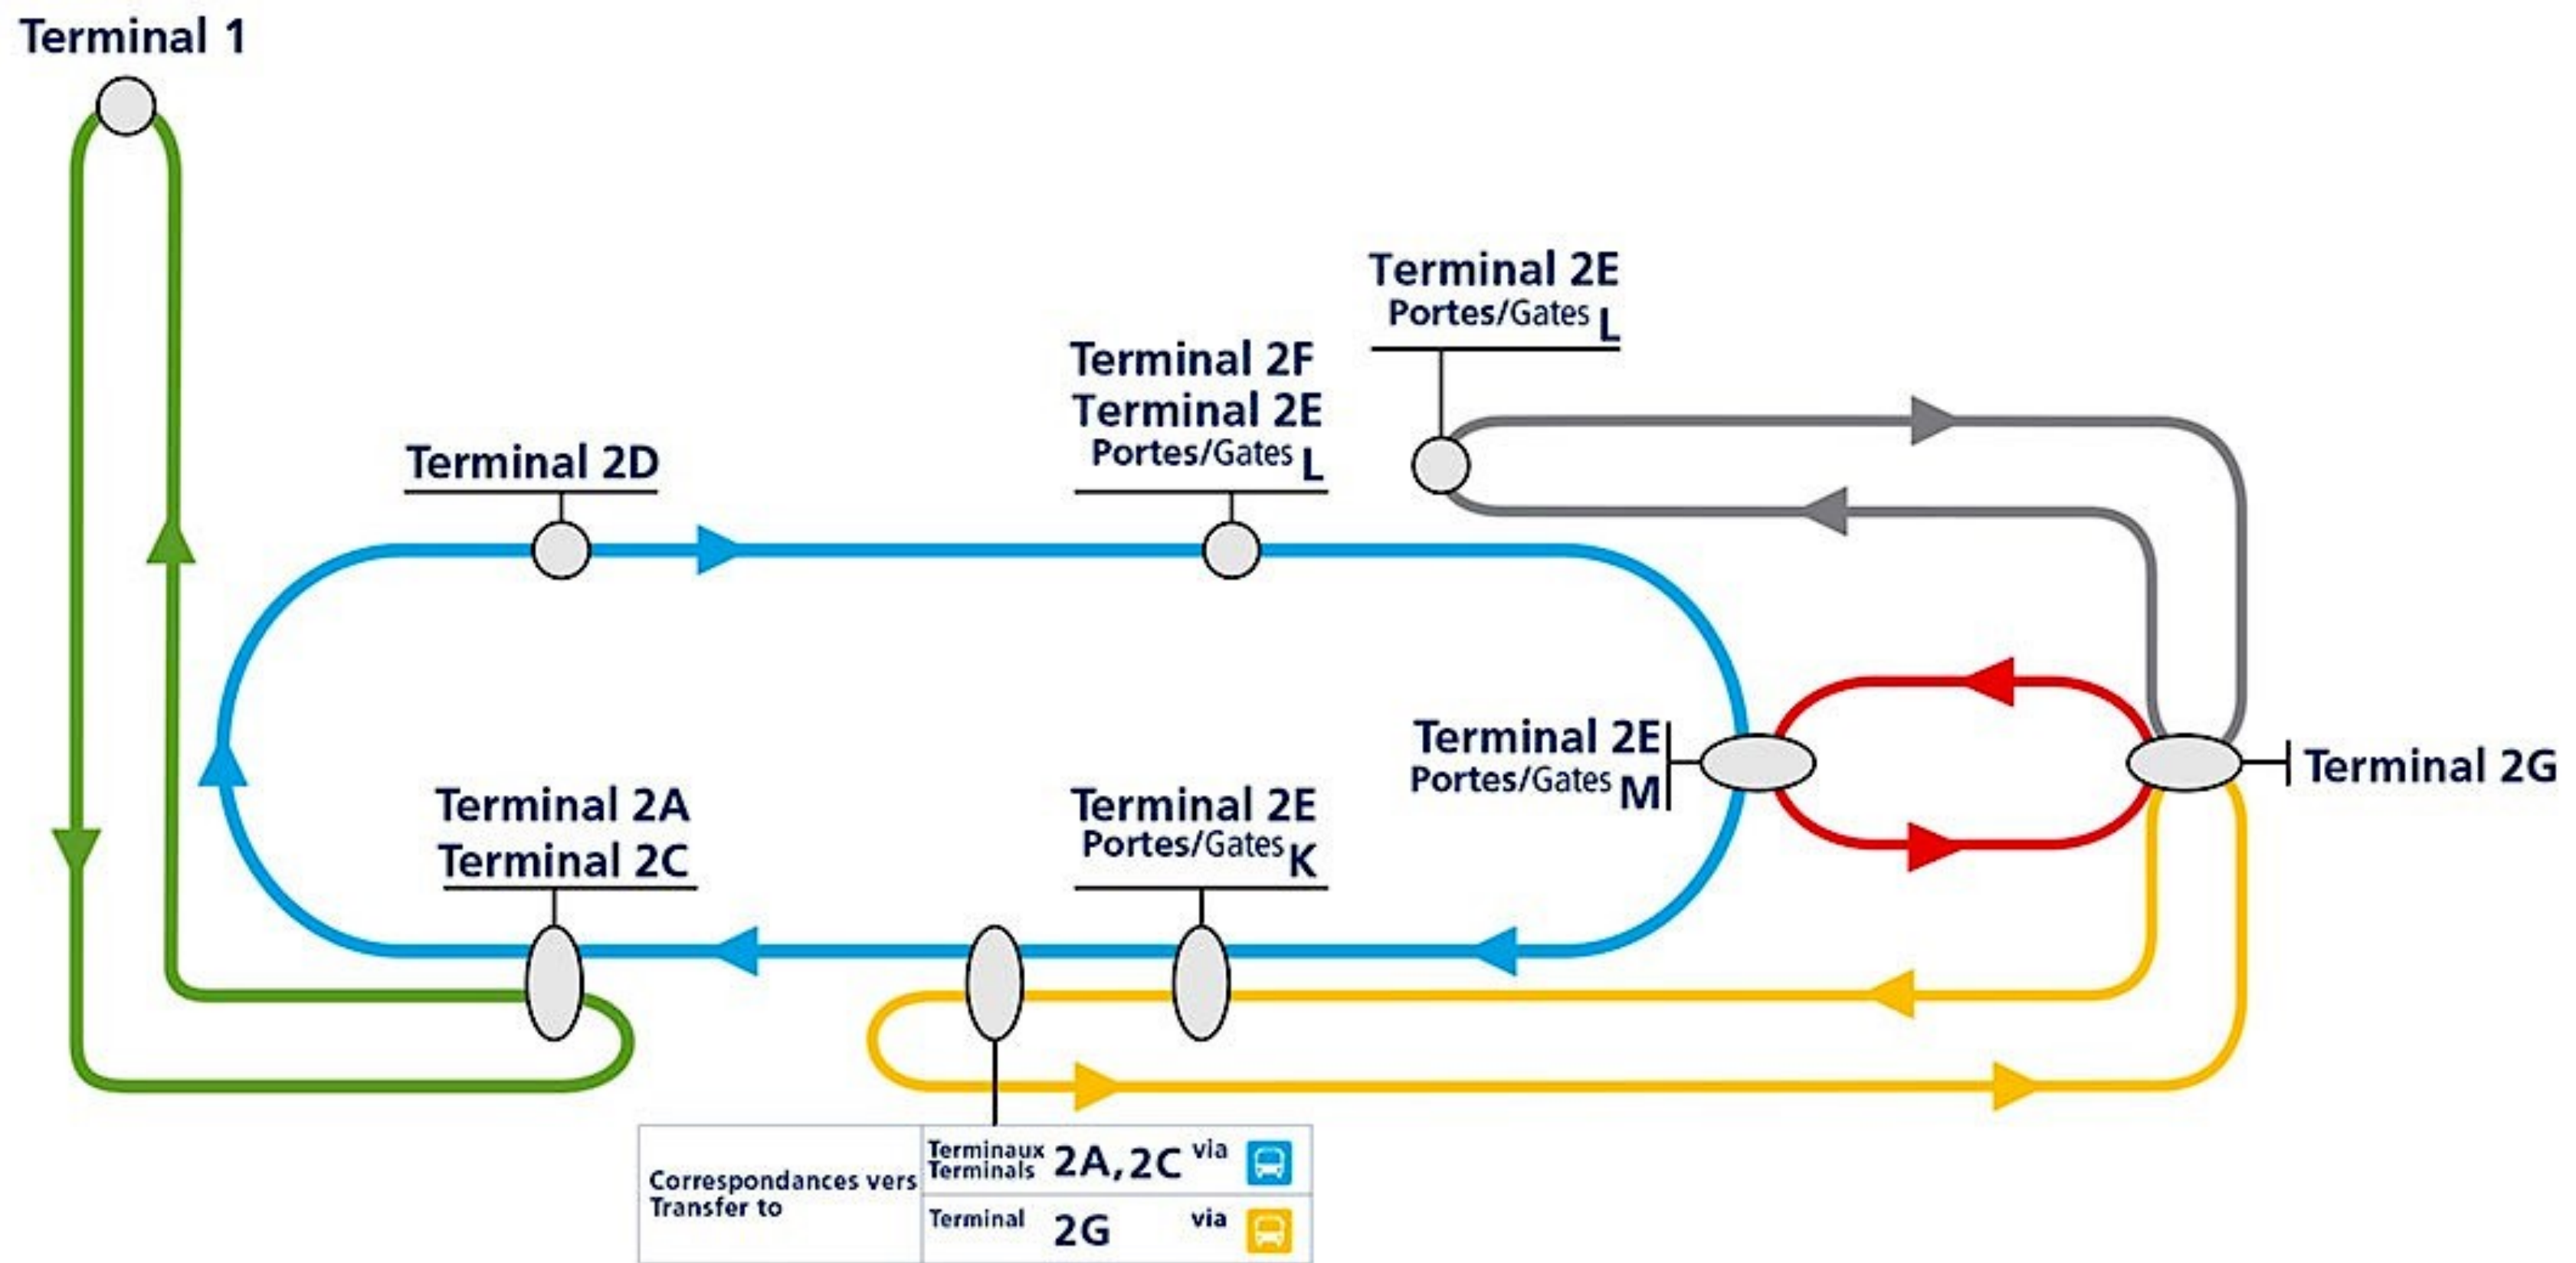 Terminal 1
Terminal 2E
Portes/Gates L
Terminal 2F
Terminal 2E
Portes/Gates L
Terminal 2D
Terminal 2E
Portes/Gates M
Terminal 2G
Terminal 2A
Terminal 2C
Terminal 2E
Portes/Gates K
Correspondances vers
Transfer to
Terminaux
Terminals 2A, 2C via
Terminal 2G via